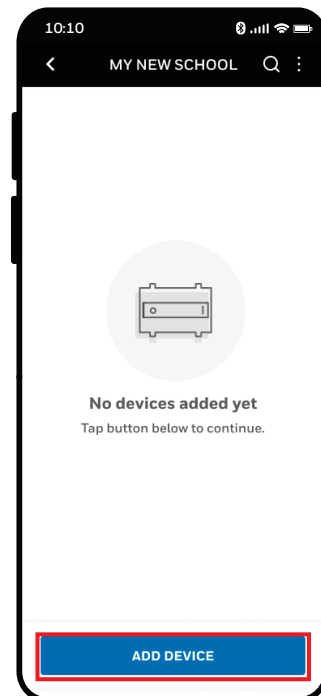 10:10
MY NEW SCHOOL
No devices added yet
Tap button below to continue.
ADD DEVICE